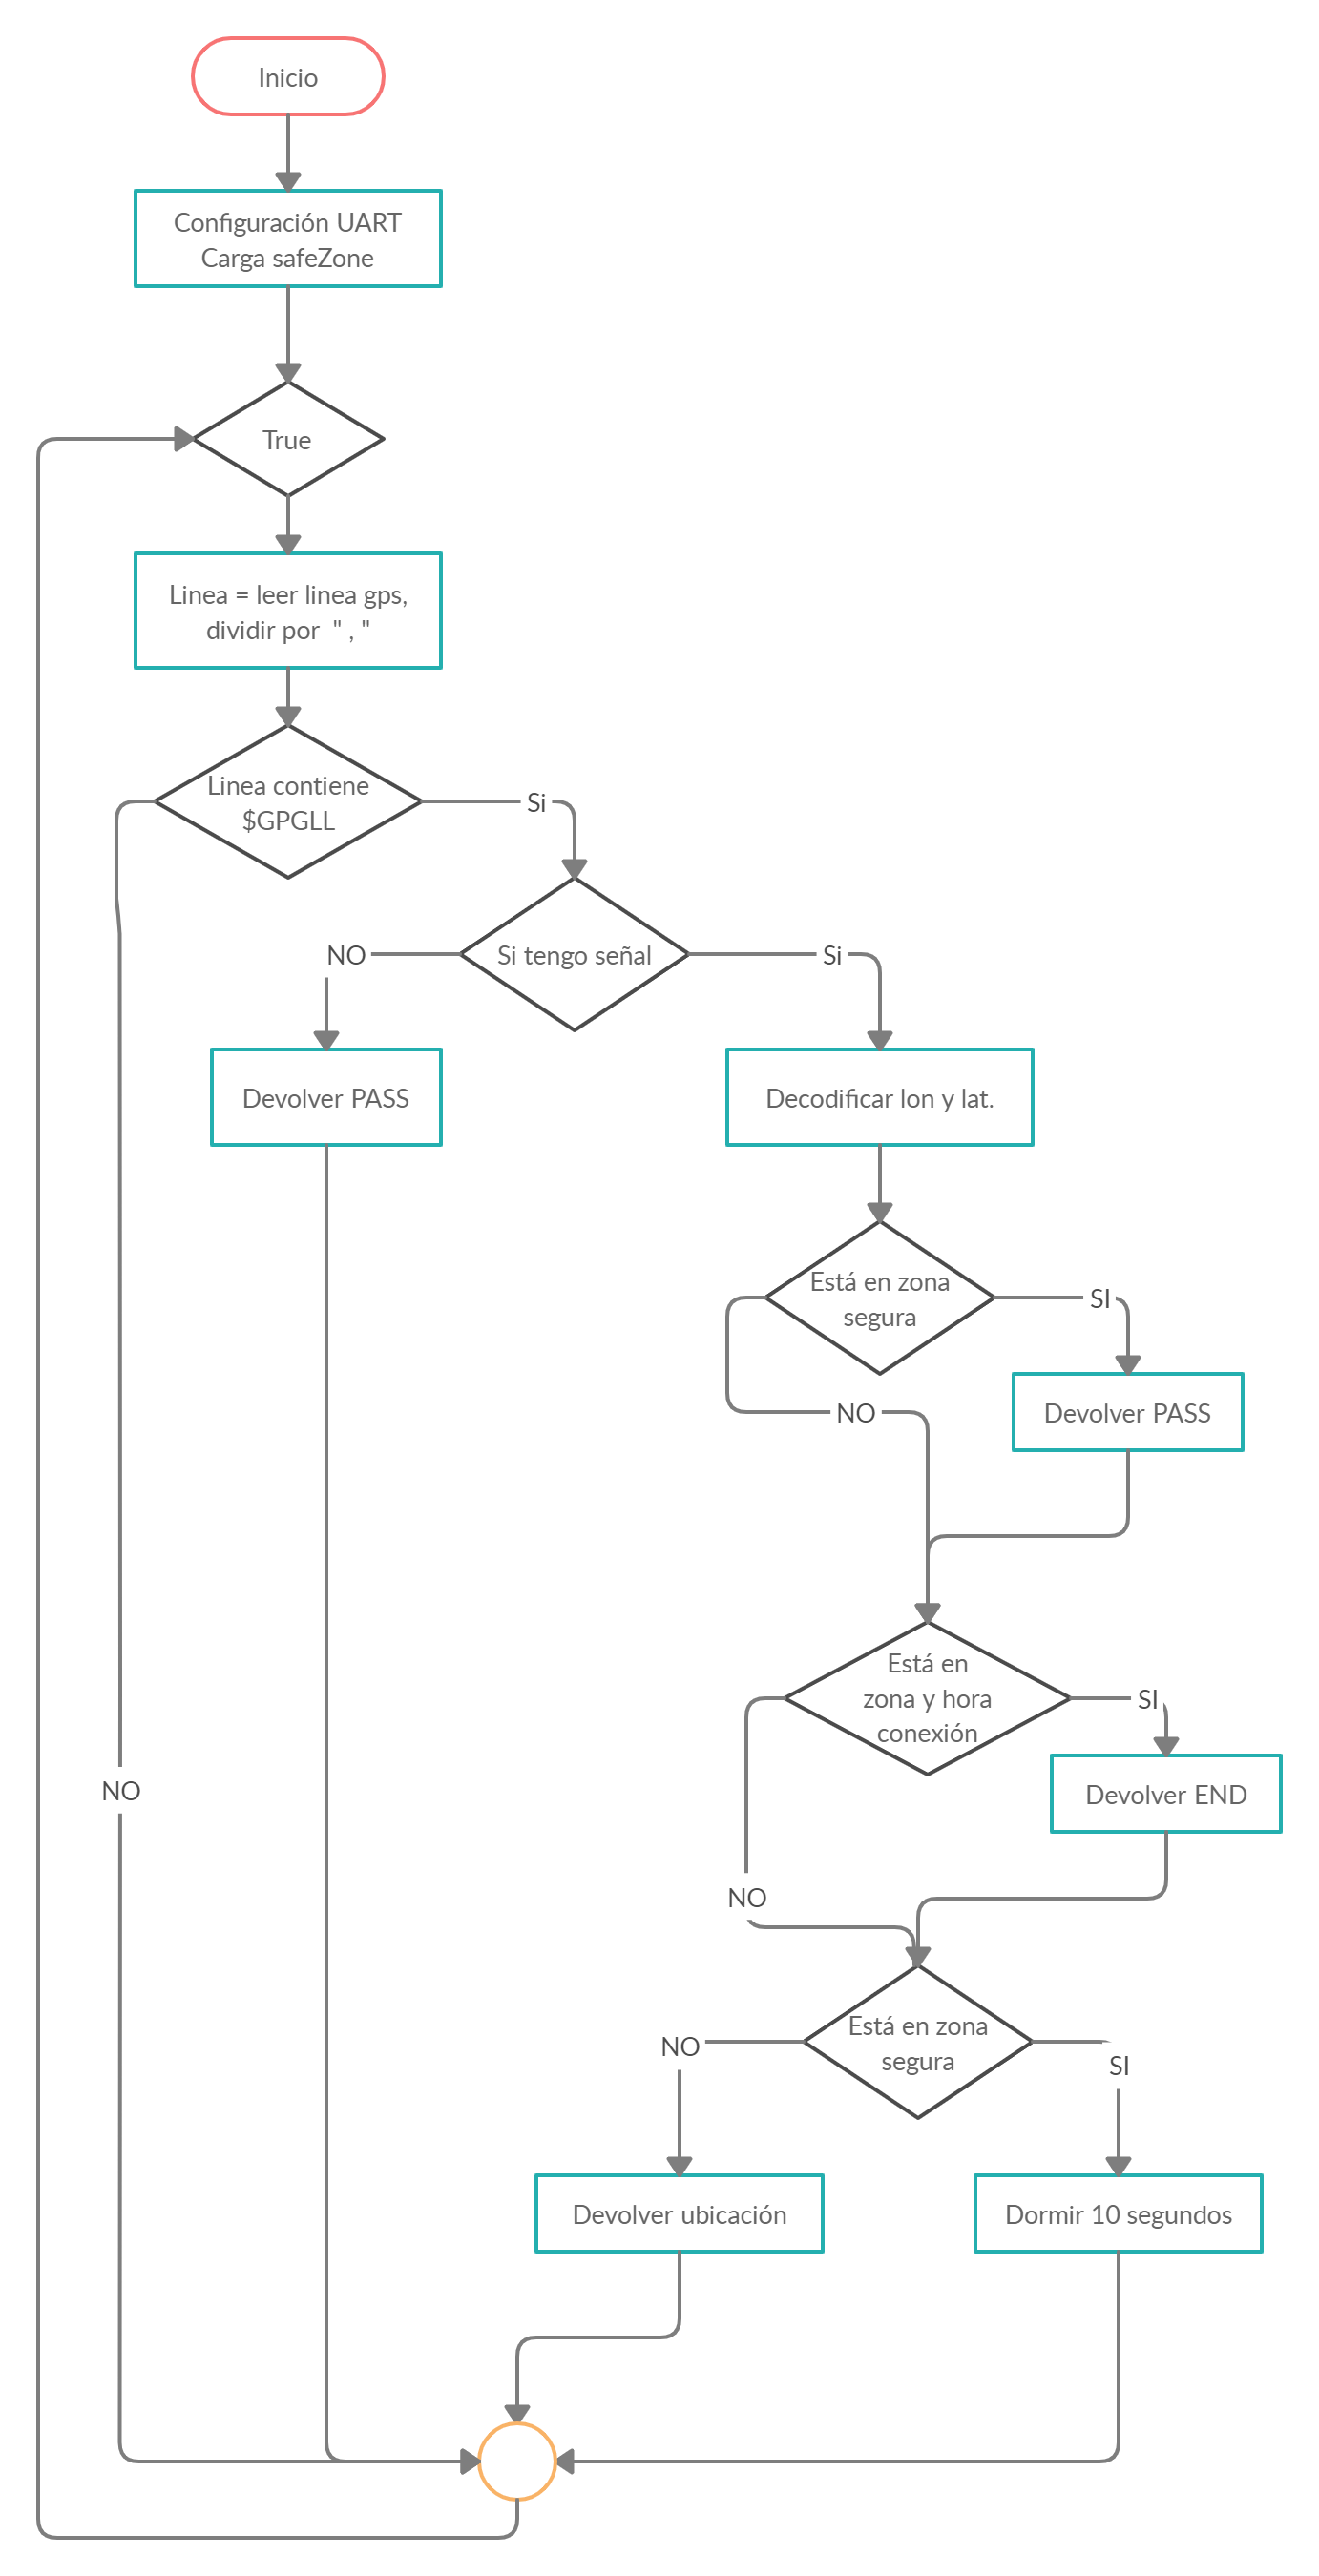 Inicio
Configuración UART
Carga safeZone
True
Linea = leer linea gps,
dividir por " , "
Linea contiene
$GPGLL
Si
Si tengo señal
NO
Si
Devolver PASS
Decodificar lon y lat.
Está en zona
segura
SI
NO
Devolver PASS
Está en
zona y hora
conexión
SI
NO
Devolver END
NO
Está en zona
segura
NO
SI
Devolver ubicación
Dormir 10 segundos